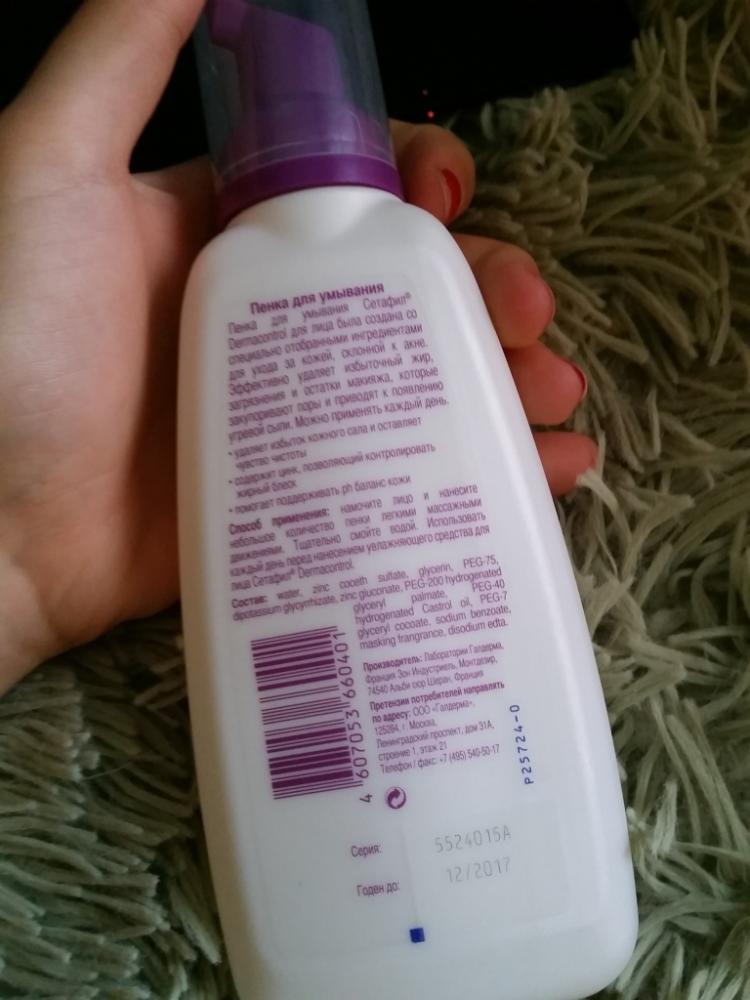 Пенка для умывания
Пенка для умывания Сетафил®
Dermacontrol для лица была создана со
специально отобранными ингредиентами
для ухода за кожей, склонной к акне.
Эффективно удаляет избыточный жир,
загрязнения и остатки макияжа, которые
закупоривают поры и приводят к появлению
угревой сыпи. Можно применять каждый день.
• удаляет избыток кожного сала и оставляет
чувство чистоты
• содержит цинк, позволяющий контролировать
жирный блеск
• помогает поддерживать ph баланс кожи
Способ применения: намочите лицо и нанесите
небольшое количество пенки легкими массажными
движениями. Тщательно смойте водой. Использовать
каждый день перед нанесением увлажняющего средства для
лица Сетафил® Dermacontrol.
Состав: water, zinc coceth sulfate, glycerin, PEG-75,
dipotassium glycyrrhizate, zinc gluconate, PEG-200 hydrogenated
glyceryl palmate, PEG-40
hydrogenated Castrol oil, PEG-7
glyceryl cocoate, sodium benzoate,
masking frangrance, disodium edta.
Производитель: Лаборатории Галдерма,
Франция Зон Индустриель, Монтдезир,
74540 Альби сюр Шеран, Франция
Претензии потребителей направлять
по адресу: ООО «Галдерма»,
125284, г. Москва,
Ленинградский проспект, дом 31А,
строение 1, этаж 21
Телефон / факс: +7 (495) 540-50-17
4 607053 660401
P25724-0
Серия: 5524015A
Годен до: 12/2017